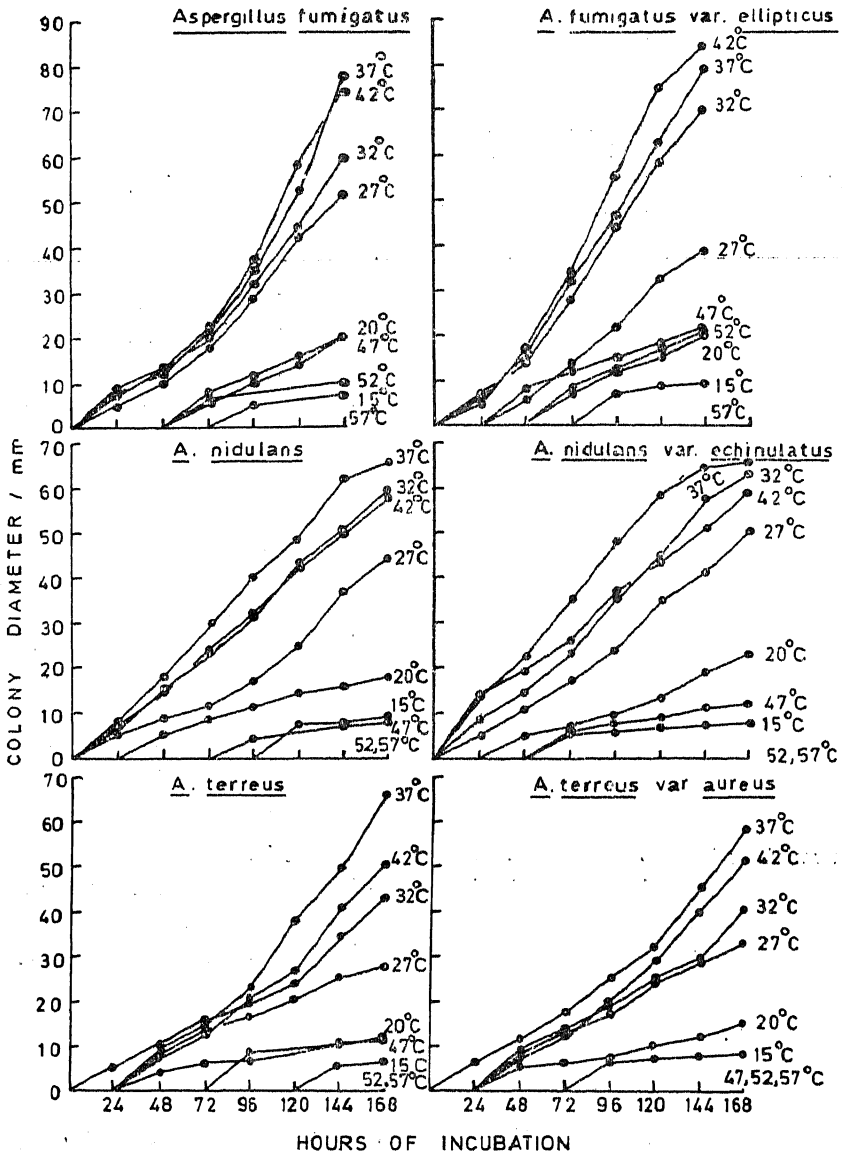 Aspergillus fumigatus
90
80
70
60
50
40
30
20
10
0
37°C
42°C
32°C
27°C
20°C
47°C
52°C
15°C
57°C
A. fumigatus var. ellipticus
42°C
37°C
32°C
27°C
47°C
52°C
20°C
15°C
57°C
COLONY DIAMETER / mm
A. nidulans
70
60
50
40
30
20
10
0
37°C
32°C
42°C
27°C
20°C
15°C
47°C
52,57°C
A. nidulans var. echinulatus
37°C
32°C
42°C
27°C
20°C
47°C
15°C
52,57°C
A. terreus
70
60
50
40
30
20
10
0
37°C
42°C
32°C
27°C
20°C
47°C
15°C
52,57°C
24 48 72 96 120 144 168
A. terreus var aureus
37°C
42°C
32°C
27°C
20°C
15°C
47,52,57°C
24 48 72 96 120 144 168
HOURS OF INCUBATION